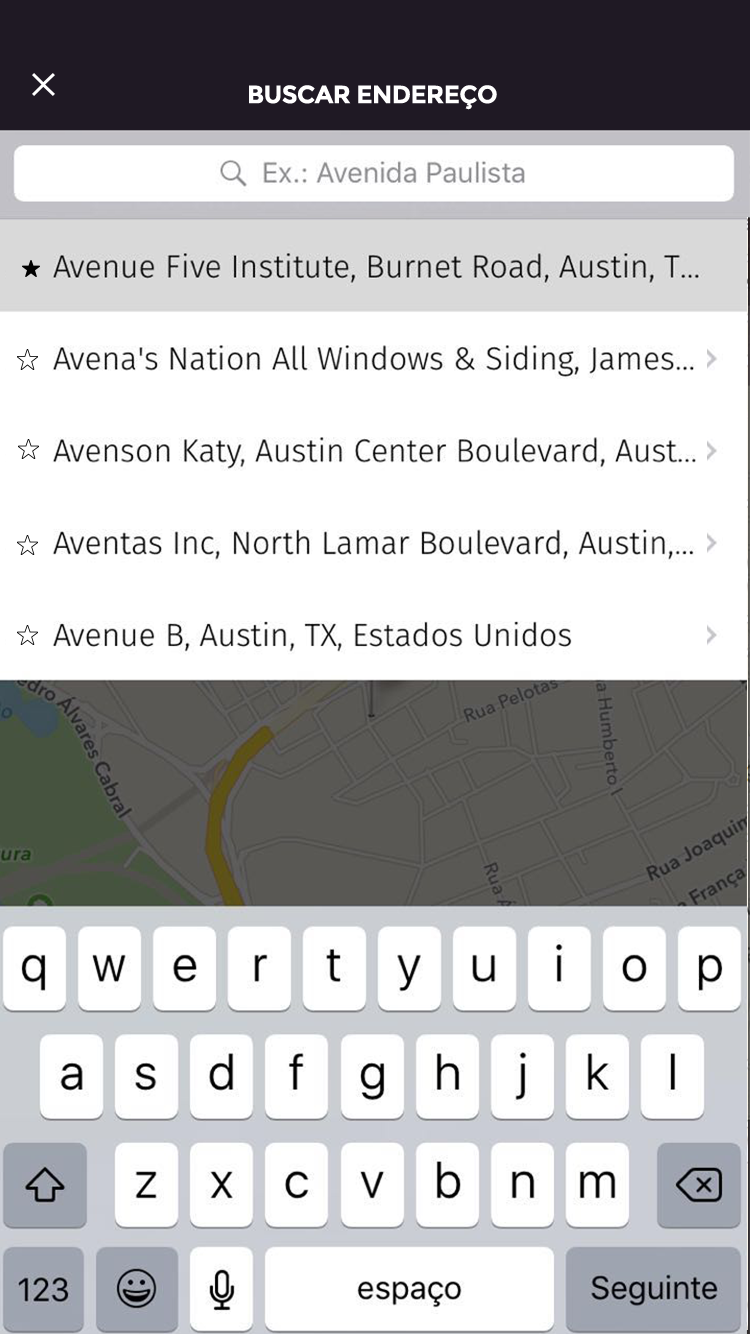 BUSCAR ENDEREÇO
Ex.: Avenida Paulista
Avenue Five Institute, Burnet Road, Austin, T...
Avena's Nation All Windows & Siding, James...
Avenson Katy, Austin Center Boulevard, Aust...
Aventas Inc, North Lamar Boulevard, Austin,...
Avenue B, Austin, TX, Estados Unidos
edro Álvares Cabral
Rua Pelotas
a Humberto I
ura
Rua Joaquim
França
Rua Á
q w e r t y u i o p
a s d f g h j k l
z x c v b n m
123 espaço Seguinte